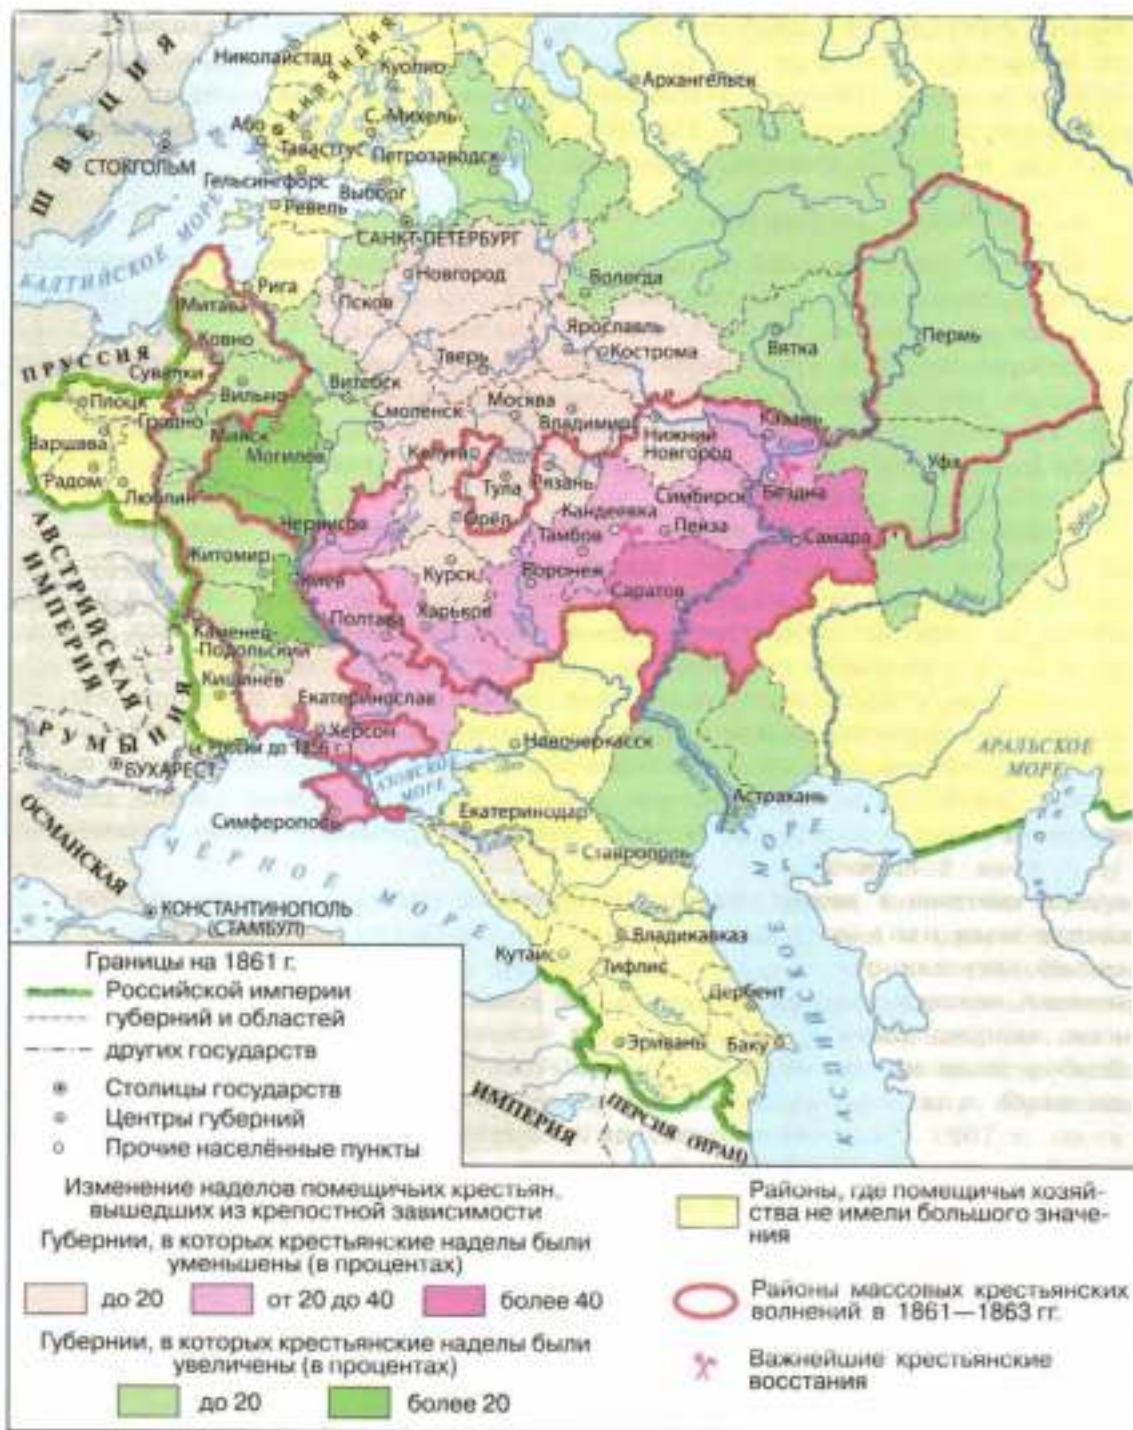 Николайстад
ФИНЛЯНДИЯ
Куопио
Архангельск
ШВЕЦИЯ
Або
С.-Михель
Тавастгус
Петрозаводск
СТОКГОЛЬМ
Гельсингфорс
Выборг
Ревель
САНКТ-ПЕТЕРБУРГ
БАЛТИЙСКОЕ МОРЕ
Новгород
Вологда
Рига
Псков
Митава
Ярославль
Кострома
Вятка
Пермь
Ковно
ПРУССИЯ
Сувалки
Тверь
Вильно
Витебск
Плоцк
Смоленск
Москва
Гродно
Владимир
Казань
Минск
Варшава
Могилев
Калуга
Нижний
Новгород
Уфа
Радом
Тула
Рязань
Симбирск
Бездна
Люблин
Орёл
Кандеевка
Пенза
Чернигов
Тамбов
Самара
АВСТРИЙСКАЯ
ИМПЕРИЯ
Житомир
Киев
Курск
Воронеж
Саратов
Полтава
Харьков
Каменец-
Подольский
Кишинёв
Екатеринослав
РУМЫНИЯ
Херсон
(к России до 1856 г.)
Новочеркасск
БУХАРЕСТ
АЗОВСКОЕ
МОРЕ
АРАЛЬСКОЕ
МОРЕ
Астрахань
ОСМАНСКАЯ
Екатеринодар
Симферополь
ЧЁРНОЕ МОРЕ
Ставрополь
КОНСТАНТИНОПОЛЬ
(СТАМБУЛ)
Владикавказ
Кутаис
Тифлис
КАСПИЙСКОЕ МОРЕ
Дербент
Кура
Эривань
Баку
ИМПЕРИЯ
ПЕРСИЯ (ИРАН)
Границы на 1861 г.
Российской империи
губерний и областей
других государств
Столицы государств
Центры губерний
Прочие населённые пункты
Изменение наделов помещичьих крестьян,
вышедших из крепостной зависимости
Губернии, в которых крестьянские наделы были
уменьшены (в процентах)
до 20
от 20 до 40
более 40
Губернии, в которых крестьянские наделы были
увеличены (в процентах)
до 20
более 20
Районы, где помещичьи хозяй-
ства не имели большого значе-
ния
Районы массовых крестьянских
волнений в 1861—1863 гг.
Важнейшие крестьянские
восстания